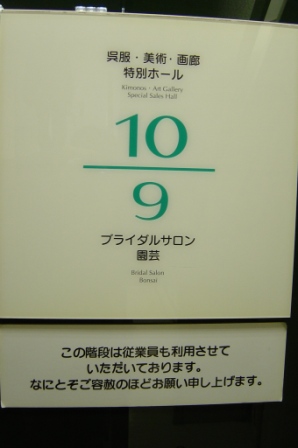 呉服・美術・画廊
特別ホール
Kimonos · Art Gallery
Special Sales Hall
10
9
ブライダルサロン
園芸
Bridal Salon
Bonsai
この階段は従業員も利用させて
いただいております。
なにとぞご容赦のほどお願い申し上げます。